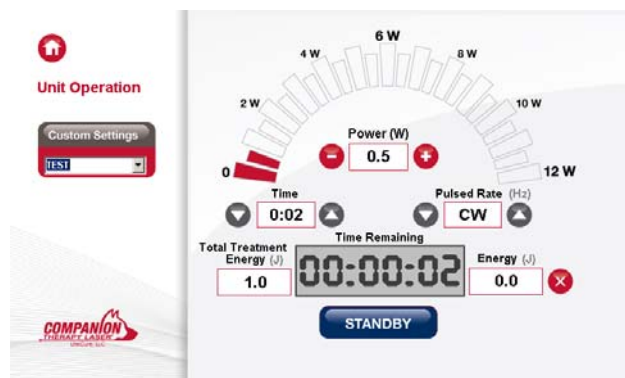 Unit Operation
Custom Settings
TEST
0
2 W
4 W
6 W
8 W
10 W
12 W
Power (W)
0.5
Time
0:02
Pulsed Rate (Hz)
CW
Time Remaining
00:00:02
Total Treatment
Energy (J)
1.0
Energy (J)
0.0
STANDBY
COMPANION
THERAPY LASER